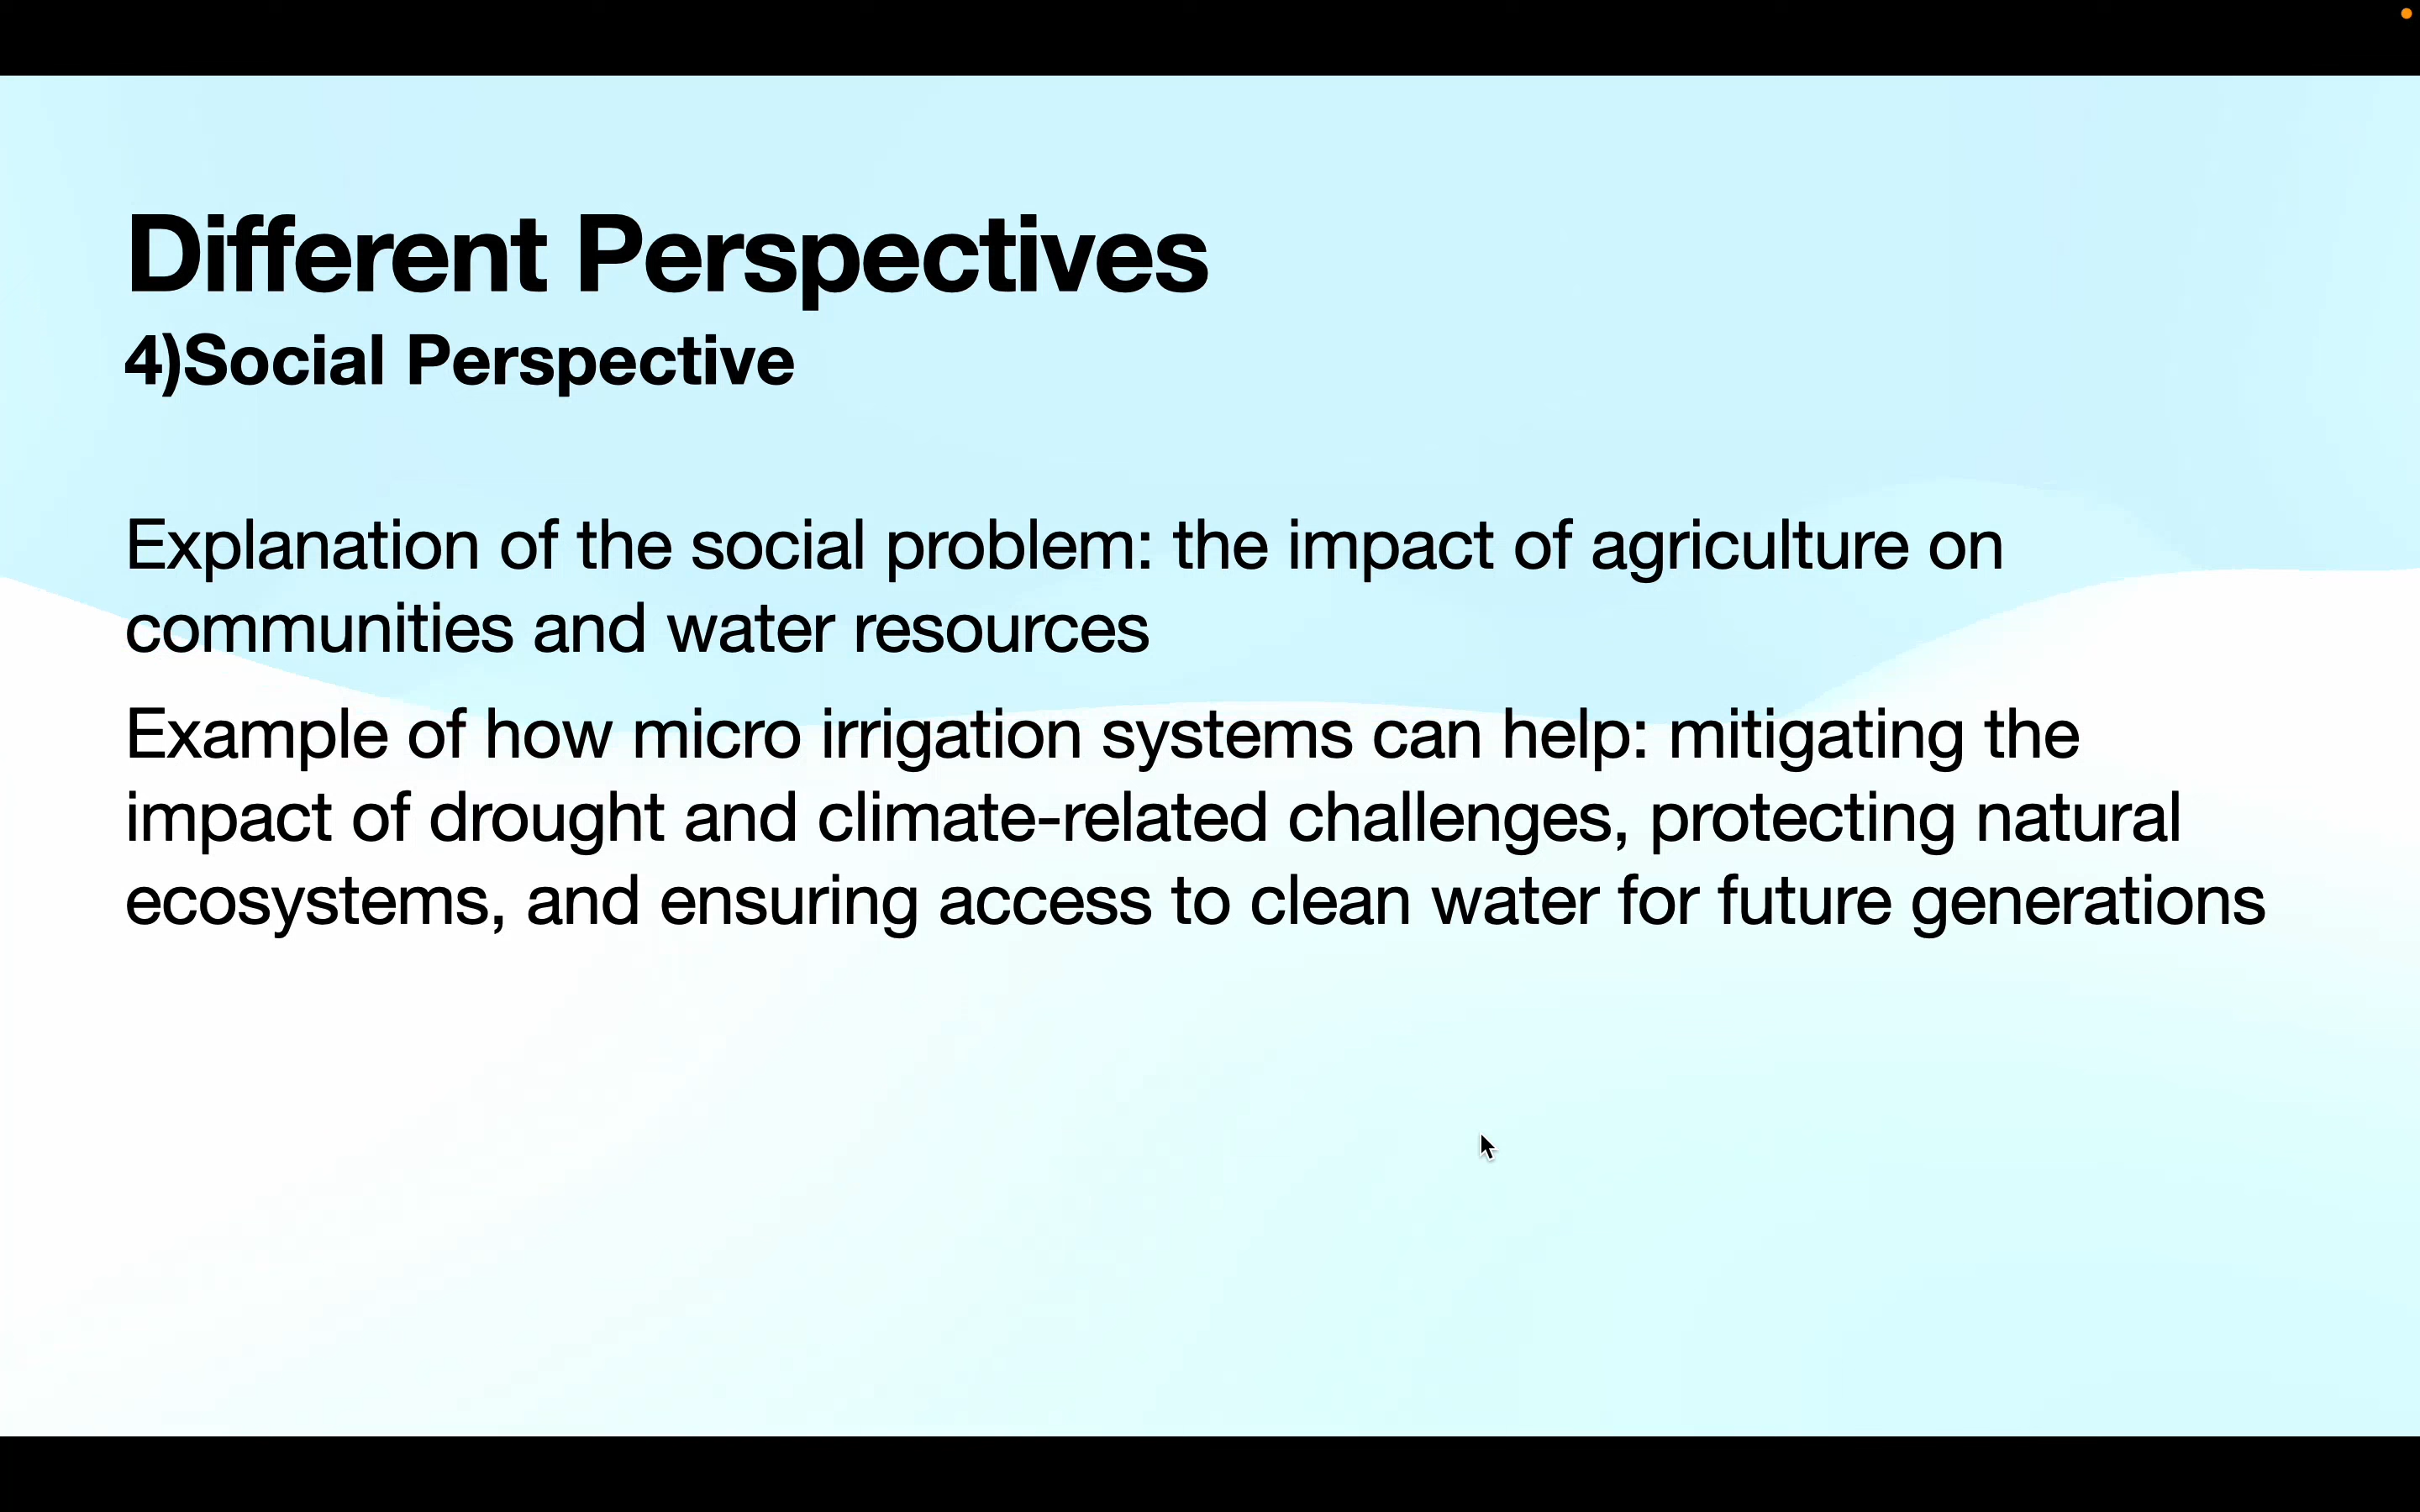 Different Perspectives
4)Social Perspective
Explanation of the social problem: the impact of agriculture on
communities and water resources
Example of how micro irrigation systems can help: mitigating the
impact of drought and climate-related challenges, protecting natural
ecosystems, and ensuring access to clean water for future generations